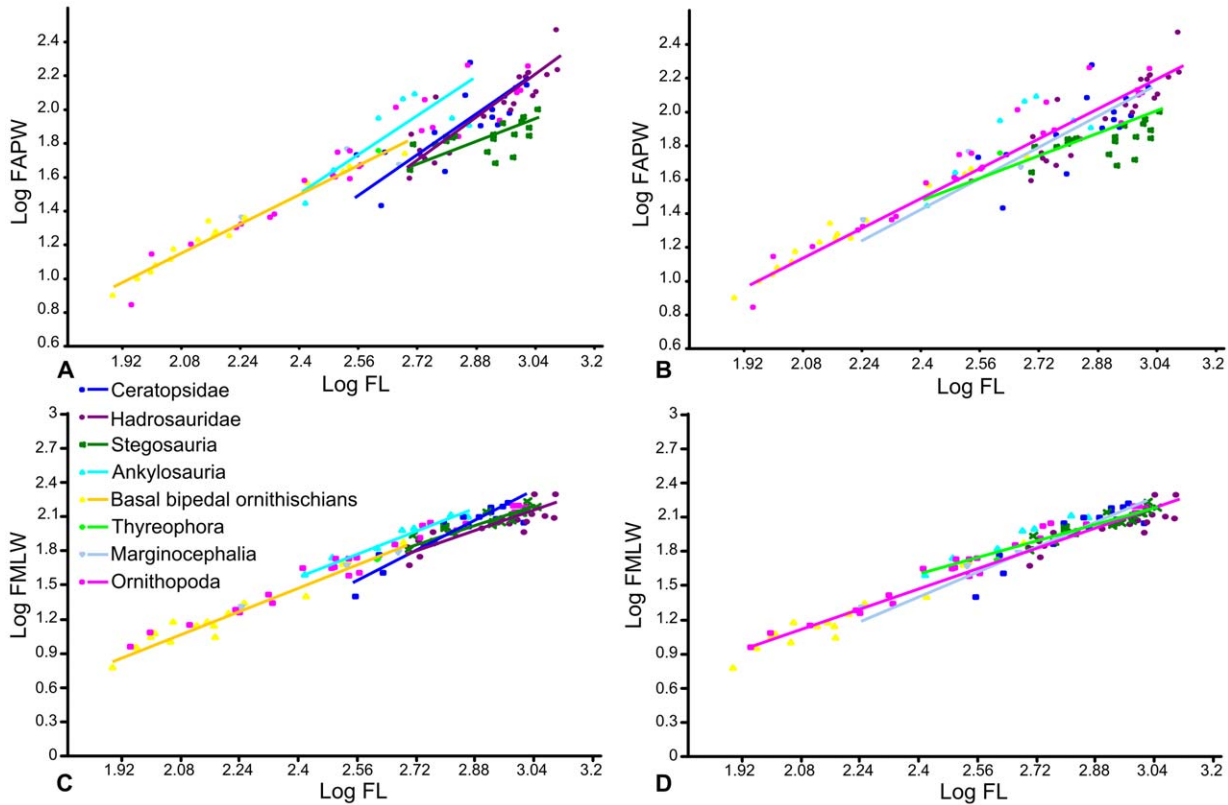 Log FAPW
2.4
2.2
2.0
1.8
1.6
1.4
1.2
1.0
0.8
0.6
1.92 2.08 2.24 2.4 2.56 2.72 2.88 3.04 3.2
A
Log FL
Log FAPW
2.4
2.2
2.0
1.8
1.6
1.4
1.2
1.0
0.8
0.6
1.92 2.08 2.24 2.4 2.56 2.72 2.88 3.04 3.2
B
Log FL
Ceratopsidae
Hadrosauridae
Stegosauria
Ankylosauria
Basal bipedal ornithischians
Thyreophora
Marginocephalia
Ornithopoda
Log FMLW
3
2.7
2.4
2.1
1.8
1.5
1.2
0.9
0.6
0.3
0
1.92 2.08 2.24 2.4 2.56 2.72 2.88 3.04 3.2
C
Log FL
Log FMLW
3
2.7
2.4
2.1
1.8
1.5
1.2
0.9
0.6
0.3
0
1.92 2.08 2.24 2.4 2.56 2.72 2.88 3.04 3.2
D
Log FL